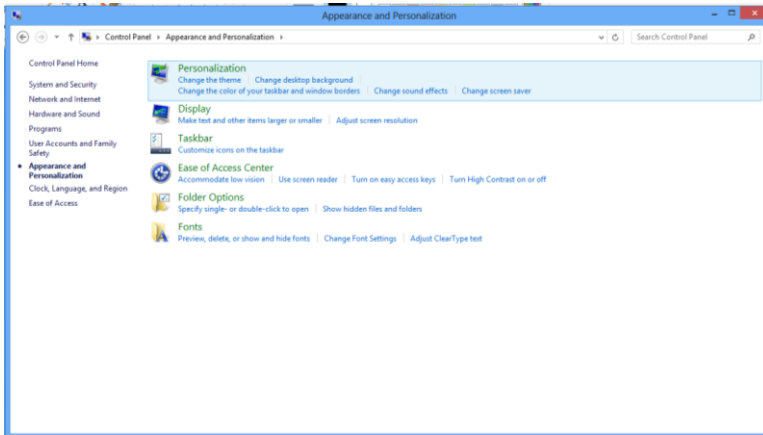 Appearance and Personalization
Control Panel Appearance and Personalization
Search Control Panel
Control Panel Home
System and Security
Network and Internet
Hardware and Sound
Programs
User Accounts and Family
Safety
Appearance and
Personalization
Clock, Language, and Region
Ease of Access
Personalization
Change the theme Change desktop background
Change the color of your taskbar and window borders Change sound effects Change screen saver
Display
Make text and other items larger or smaller Adjust screen resolution
Taskbar
Customize icons on the taskbar
Ease of Access Center
Accommodate low vision Use screen reader Turn on easy access keys Turn High Contrast on or off
Folder Options
Specify single- or double-click to open Show hidden files and folders
Fonts
Preview, delete, or show and hide fonts Change Font Settings Adjust ClearType text